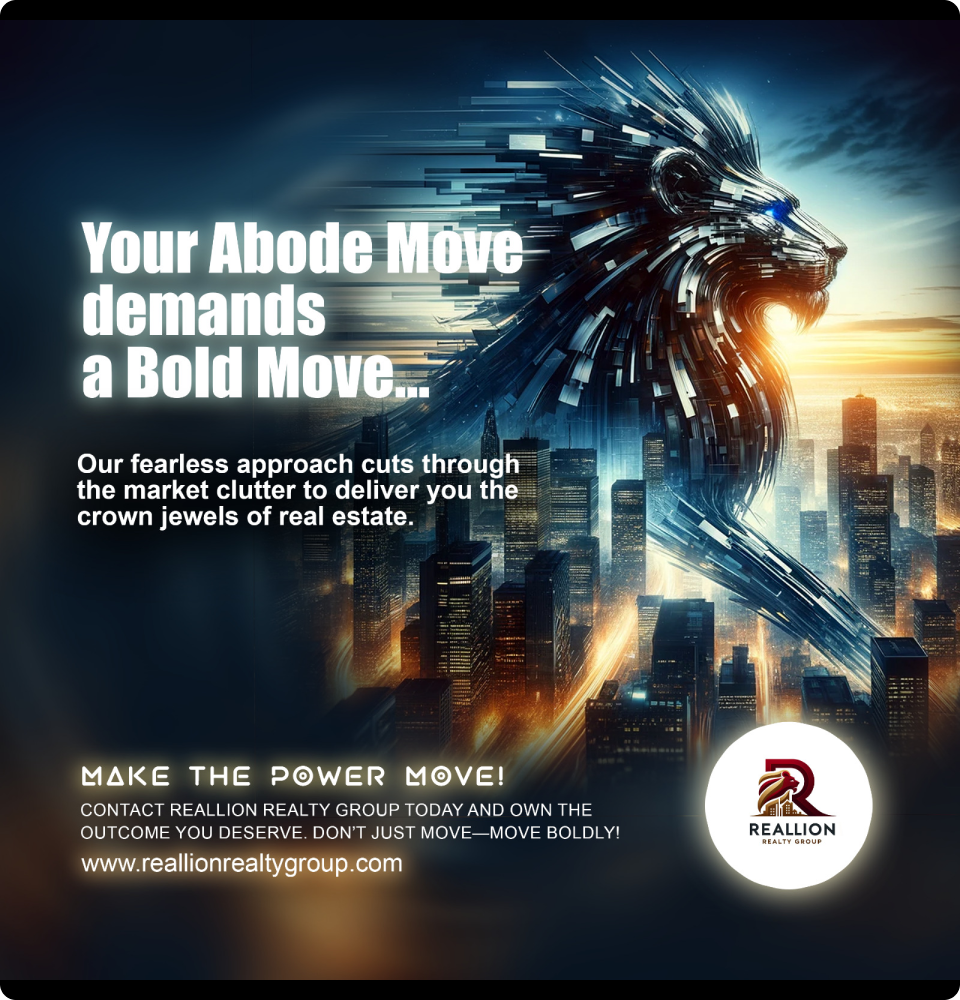 Your Abode Move
demands
a Bold Move...
Our fearless approach cuts through
the market clutter to deliver you the
crown jewels of real estate.
MAKE THE POWER MOVE!
CONTACT REALLION REALTY GROUP TODAY AND OWN THE
OUTCOME YOU DESERVE. DON'T JUST MOVE—MOVE BOLDLY!
www.reallionrealtygroup.com
R
REALLION
REALTY GROUP